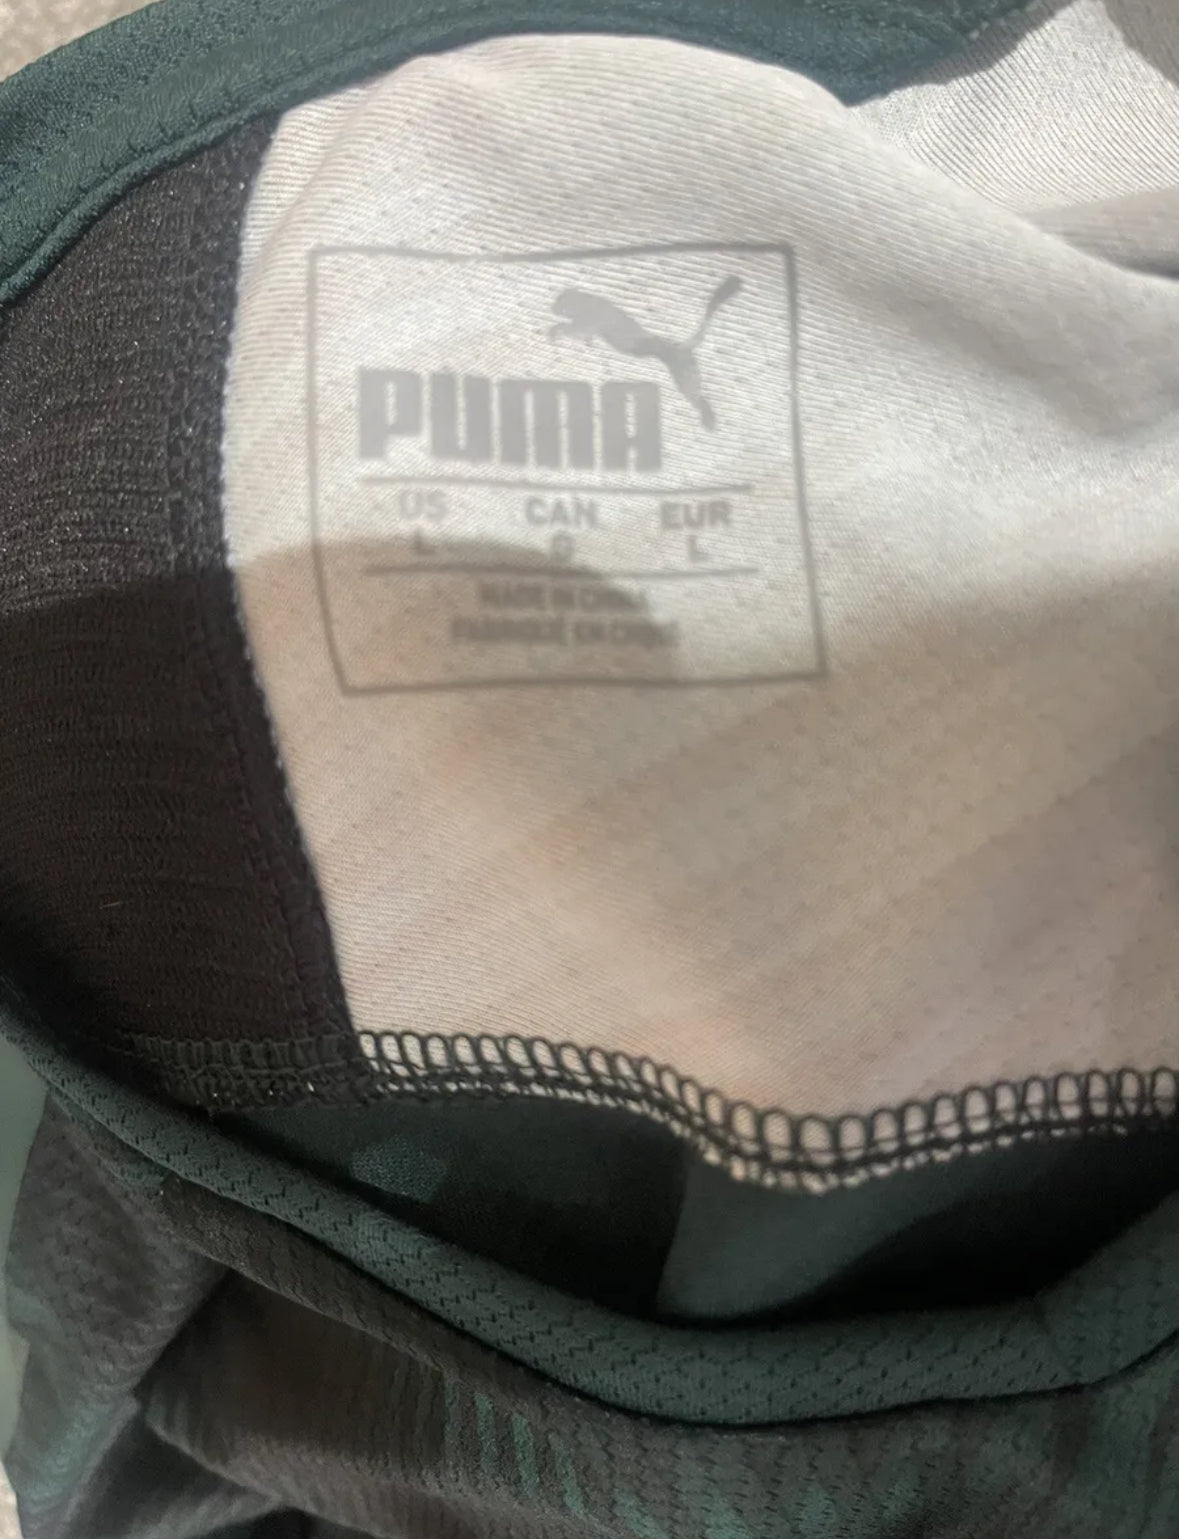 PUMA
US CAN EUR
L G L
MADE IN CHINA
FABRIQUÉ EN CHINE